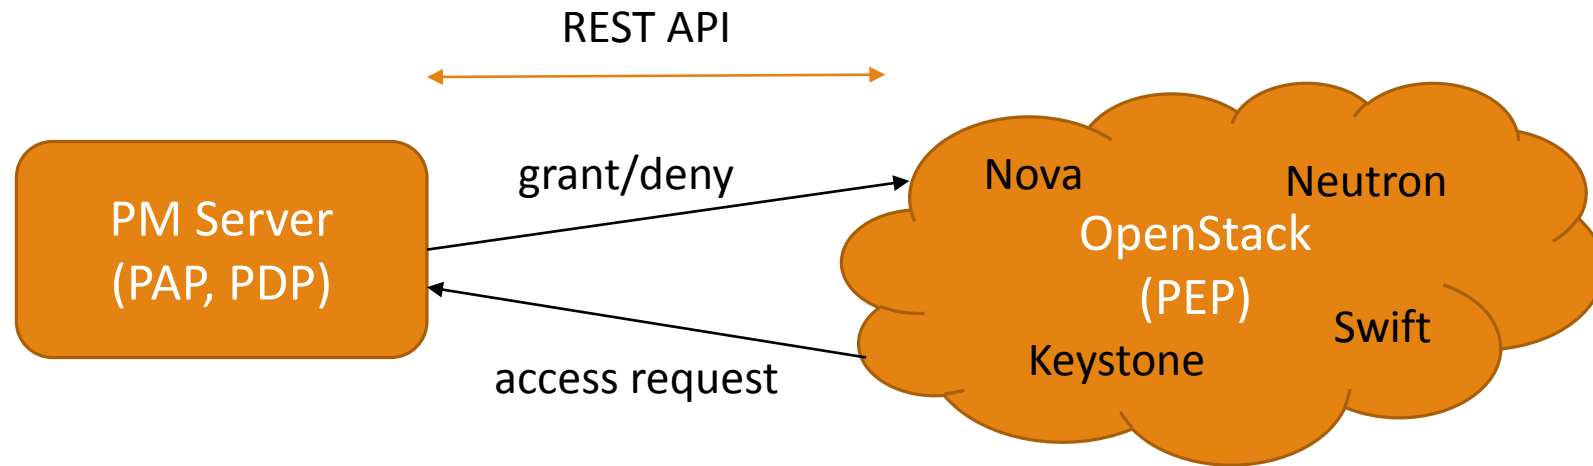 REST API
grant/deny
PM Server
(PAP, PDP)
access request
Nova
Neutron
OpenStack
(PEP)
Swift
Keystone